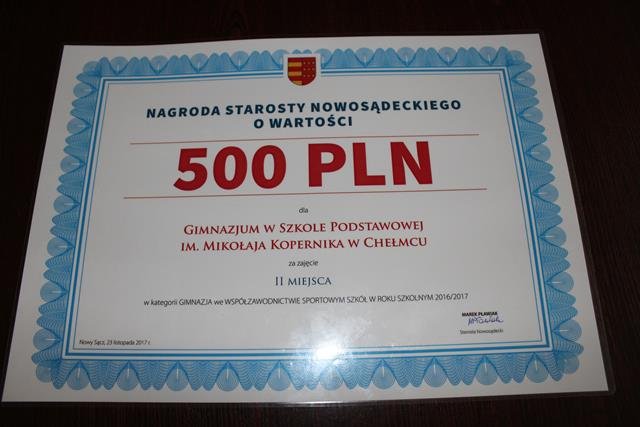 NAGRODA STAROSTY NOWOSĄDECKIEGO
O WARTOŚCI
500 PLN
dla
GIMNAZJUM W SZKOLE PODSTAWOWEJ
IM. MIKOŁAJA KOPERNIKA W CHEŁMCU
za zajęcie
II MIEJSCA
w kategorii GIMNAZJA we WSPÓŁZAWODNICTWIE SPORTOWYM SZKÓŁ W ROKU SZKOLNYM 2016/2017
MAREK PŁAWIAK
Starosta Nowosądecki
Nowy Sącz, 23 listopada 2017 r.